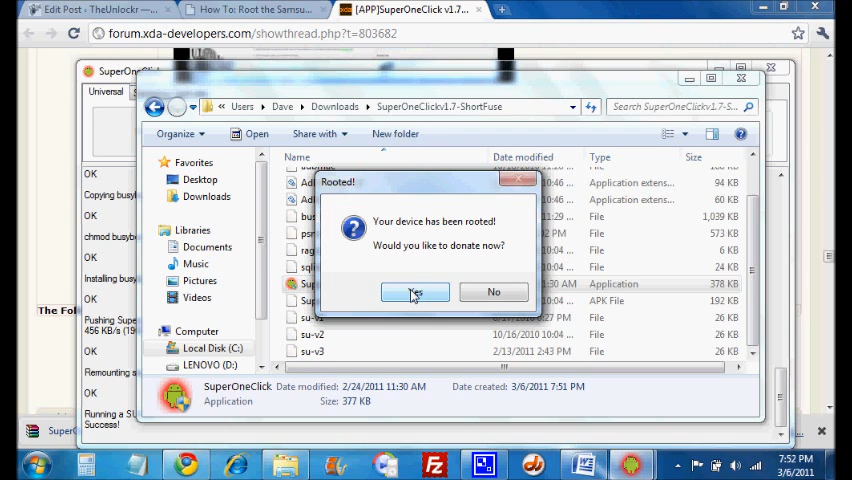 Edit Post ‹ TheUnlockr —...
How To: Root the Samsu...
[APP]SuperOneClick v1.7...
forum.xda-developers.com/showthread.php?t=803682
SuperOneClick
Universal
Users
Dave
Downloads
SuperOneClickv1.7-ShortFuse
Search SuperOneClickv1.7-S...
Organize
Open
Share with
New folder
Favorites
Desktop
Downloads
Libraries
Documents
Music
Pictures
Videos
Computer
Local Disk (C:)
LENOVO (D:)
Name
Date modified
Type
Size
Application extens...
94 KB
Application extens...
60 KB
File
1,039 KB
File
573 KB
File
6 KB
File
24 KB
Application
378 KB
APK File
192 KB
su-v1
File
26 KB
su-v2
10/16/2010 10:04
File
26 KB
su-v3
2/13/2011 2:43 PM
File
26 KB
Rooted!
Your device has been rooted!
Would you like to donate now?
Yes
No
OK
Copying busyb
OK
chmod busyb
OK
Installing busyb
OK
Pushing Super
456 KB/s (19
OK
Remounting s
OK
Running a SU
Success!
The Fol
SuperOneClick
Date modified: 2/24/2011 11:30 AM
Date created: 3/6/2011 7:51 PM
Application
Size: 377 KB
7:52 PM
3/6/2011